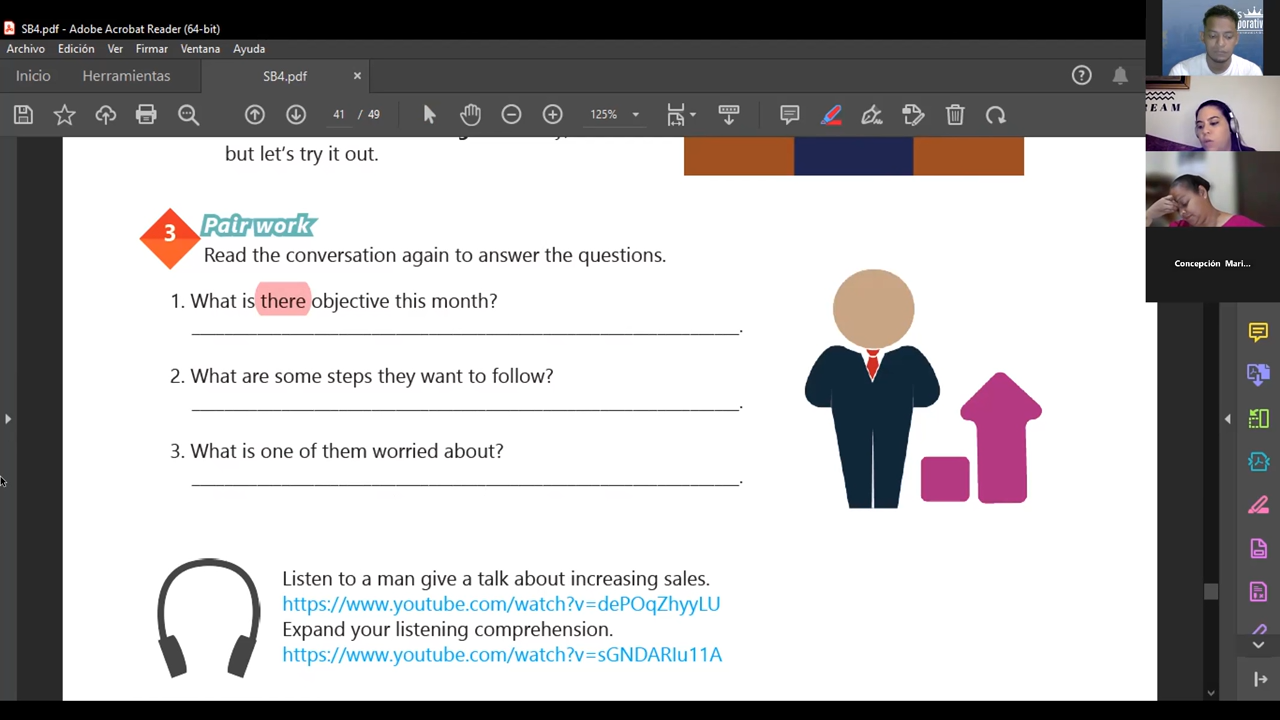 SB4.pdf - Adobe Acrobat Reader (64-bit)
Archivo Edición Ver Firmar Ventana Ayuda
Inicio Herramientas SB4.pdf
41 / 49 125%
but let's try it out.
3 Pair work
Read the conversation again to answer the questions.
1. What is there objective this month?
2. What are some steps they want to follow?
3. What is one of them worried about?
Listen to a man give a talk about increasing sales.
https://www.youtube.com/watch?v=dePOqZhyyLU
Expand your listening comprehension.
https://www.youtube.com/watch?v=sGNDARIu11A
Concepción Mari...